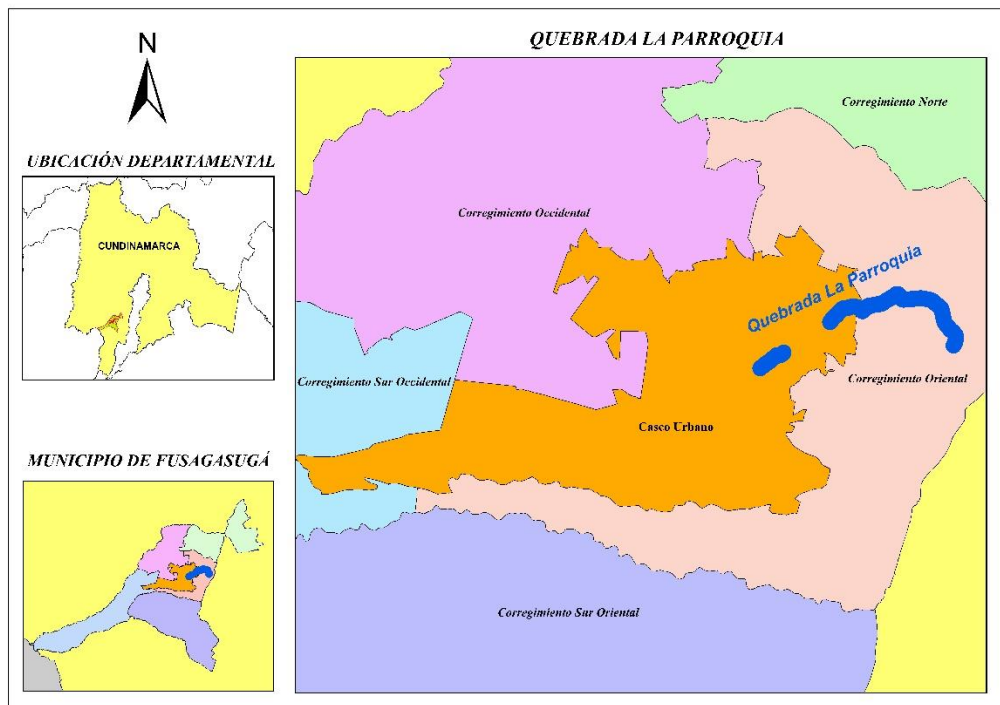 N
UBICACIÓN DEPARTAMENTAL
CUNDINAMARCA
MUNICIPIO DE FUSAGASUGÁ
QUEBRADA LA PARROQUIA
Corregimiento Norte
Corregimiento Occidental
Quebrada La Parroquia
Corregimiento Sur Occidental
Corregimiento Oriental
Casco Urbano
Corregimiento Sur Oriental